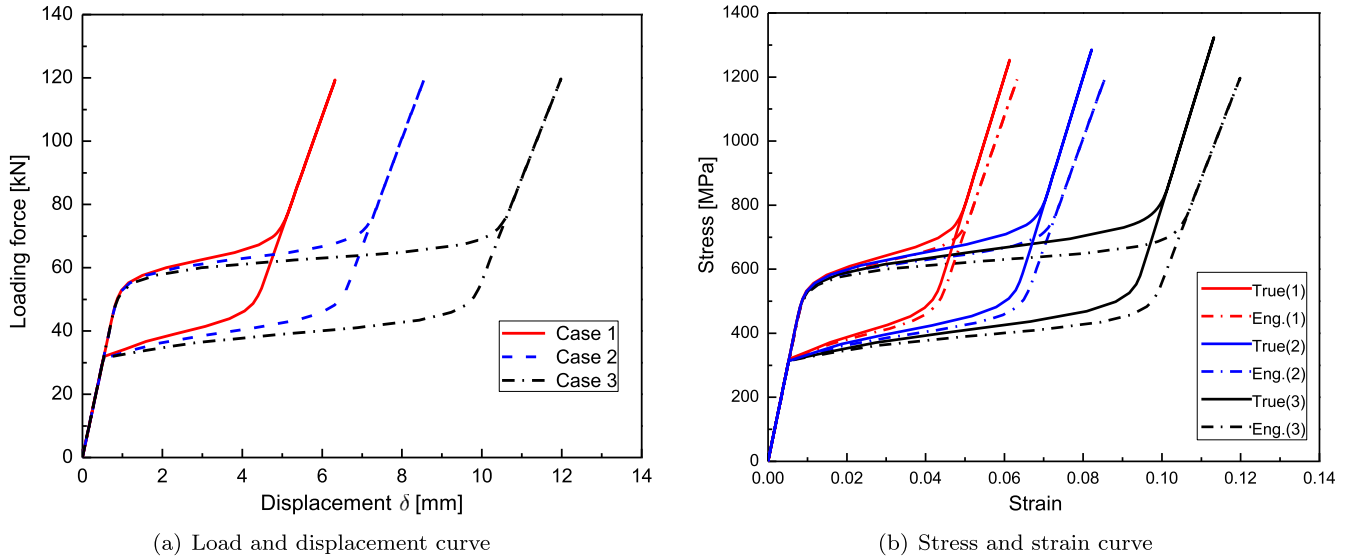 140
120
100
80
60
40
20
0
Loading force [kN]
0
2
4
6
8
10
12
14
Displacement δ [mm]
Case 1
Case 2
Case 3
(a) Load and displacement curve
1400
1200
1000
800
600
400
200
0
Stress [MPa]
0.00
0.02
0.04
0.06
0.08
0.10
0.12
0.14
Strain
True(1)
Eng.(1)
True(2)
Eng.(2)
True(3)
Eng.(3)
(b) Stress and strain curve